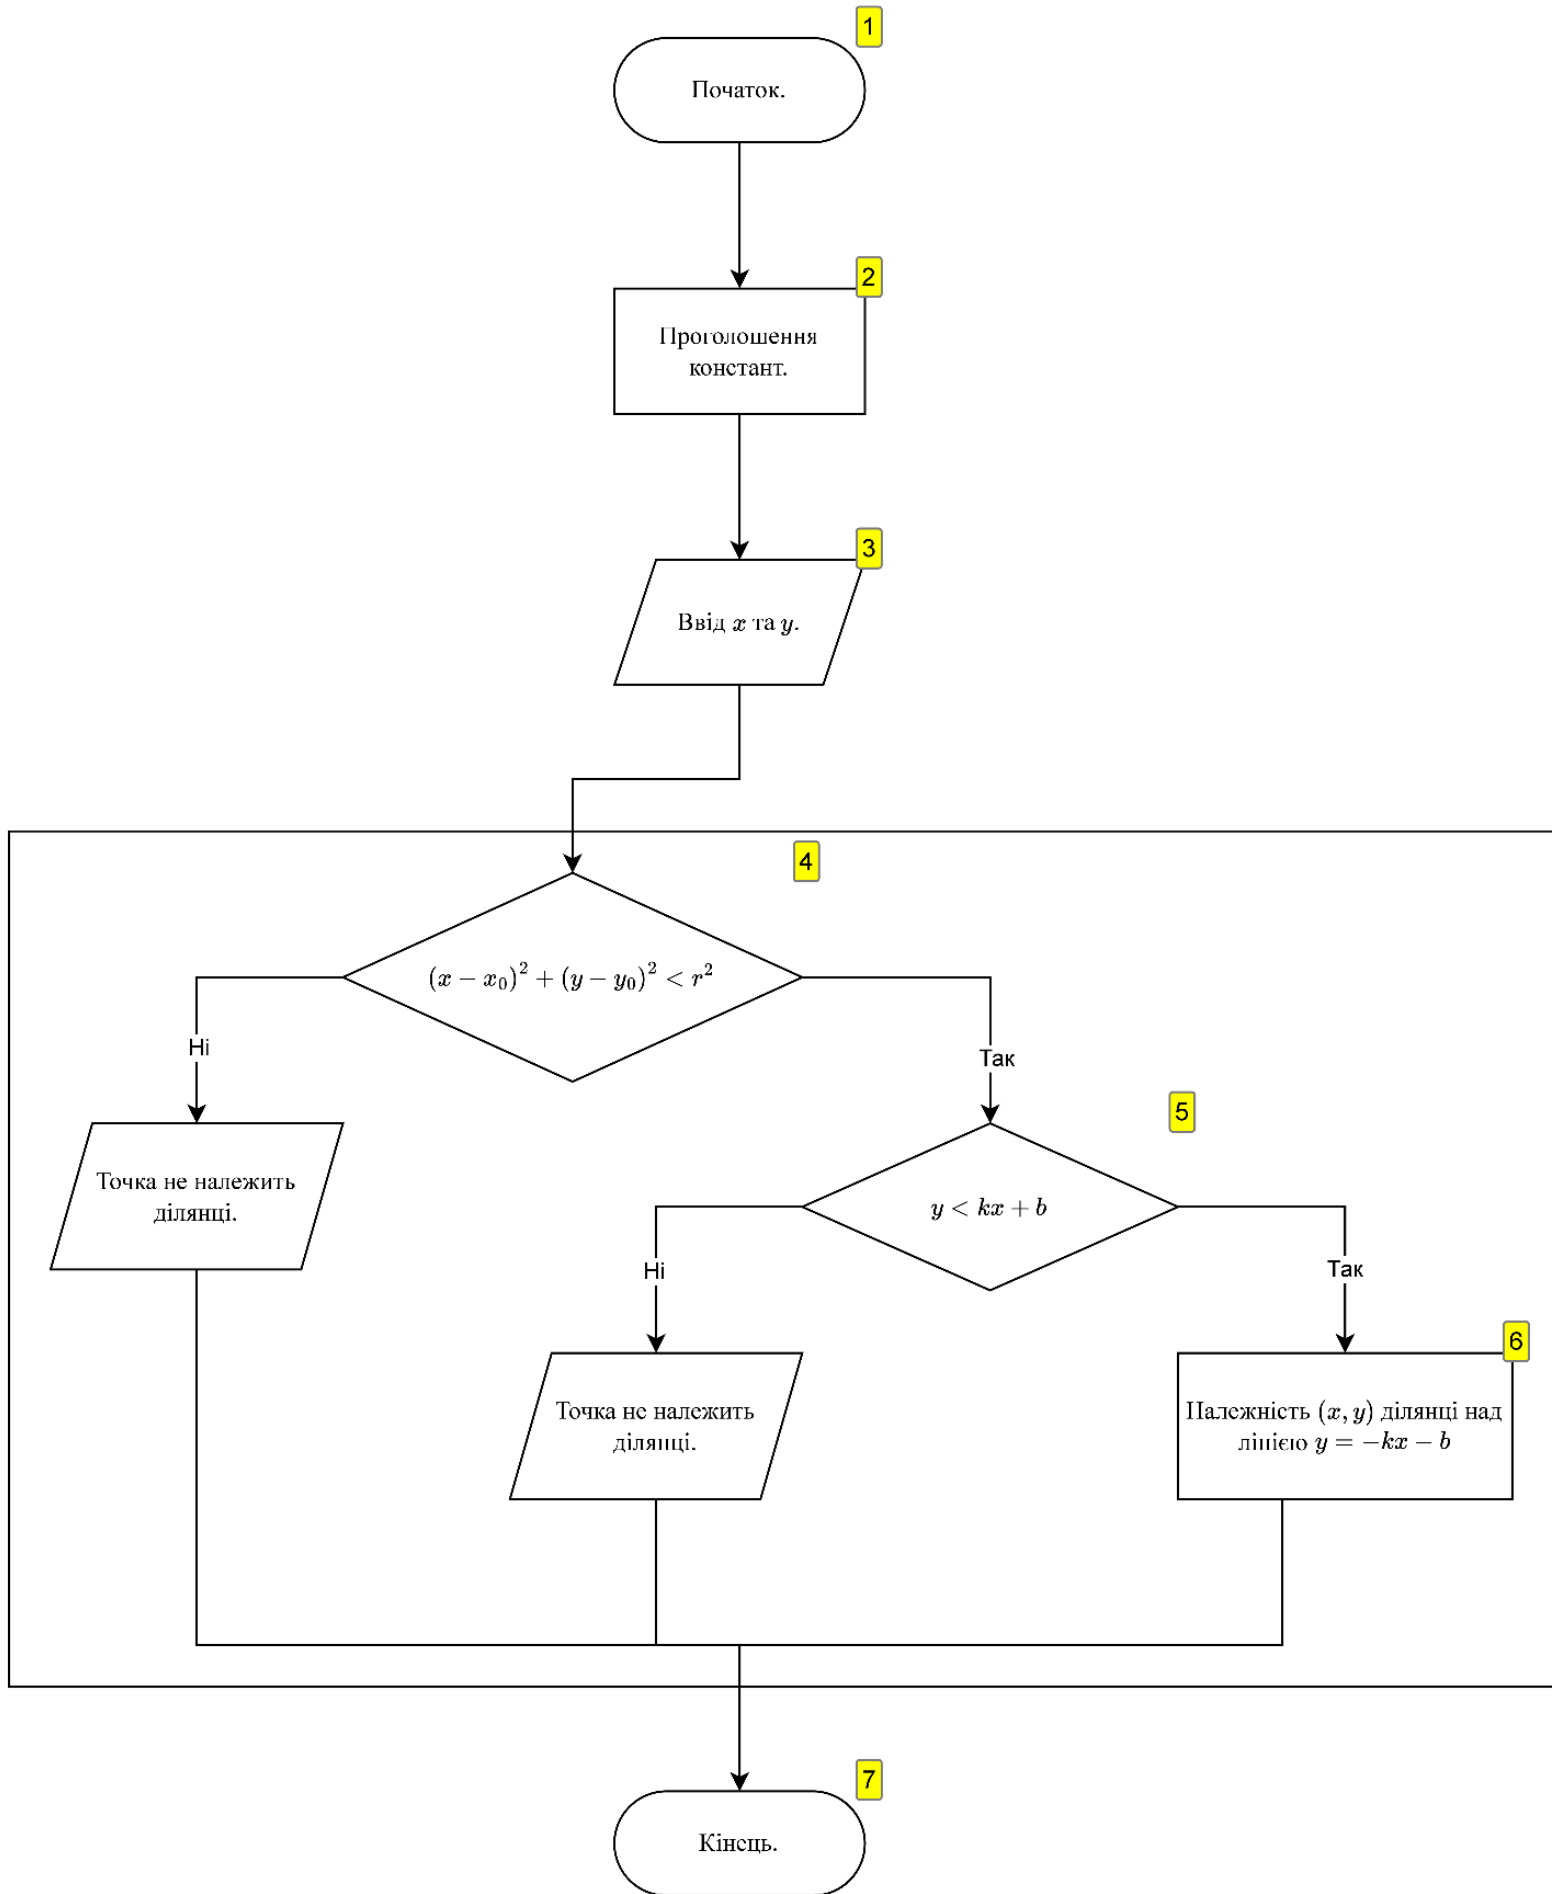 1
Початок.
2
Проголошення
констант.
3
Ввід x та y.
4
(x − x₀)² + (y − y₀)² < r²
Ні
Так
5
Точка не належить
ділянці.
y < kx + b
Ні
Так
6
Точка не належить
ділянці.
Належність (x, y) ділянці над
лінією y = −kx − b
7
Кінець.